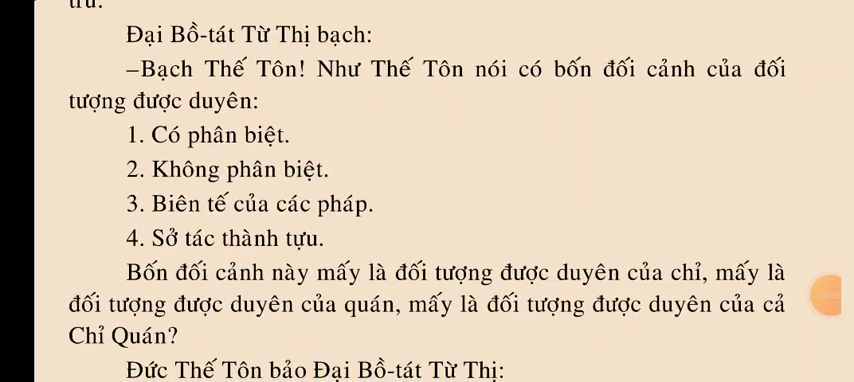 Đại Bồ-tát Từ Thị bạch:
–Bạch Thế Tôn! Như Thế Tôn nói có bốn đối cảnh của đối
tượng được duyên:
1. Có phân biệt.
2. Không phân biệt.
3. Biên tế của các pháp.
4. Sở tác thành tựu.
Bốn đối cảnh này mấy là đối tượng được duyên của chỉ, mấy là
đối tượng được duyên của quán, mấy là đối tượng được duyên của cả
Chỉ Quán?
Đức Thế Tôn bảo Đại Bồ-tát Từ Thị: